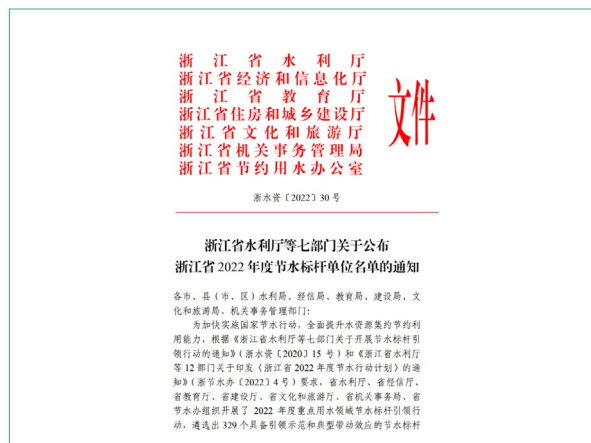 浙江省水利厅
浙江省经济和信息化厅
浙江省教育厅
浙江省住房和城乡建设厅
浙江省文化和旅游厅
浙江省机关事务管理局
浙江省节约用水办公室
文件
浙水资〔2022〕30号
浙江省水利厅等七部门关于公布
浙江省2022年度节水标杆单位名单的通知
各市、县（市、区）水利局、经信局、教育局、建设局、文
化和旅游局、机关事务管理部门：
为加快实施国家节水行动，全面提升水资源集约节约利
用能力，根据《浙江省水利厅等七部门关于开展节水标杆引
领行动的通知》（浙水资〔2020〕15号）和《浙江省水利厅
等12部门关于印发〈浙江省2022年度节水行动计划〉的通
知》（浙节水办〔2022〕4号）要求，省水利厅、省经信厅、
省教育厅、省建设厅、省文化和旅游厅、省机关事务局、省
节水办组织开展了2022年度重点用水领域节水标杆引领行
动，遴选出329个具备引领示范和典型带动效应的节水标杆